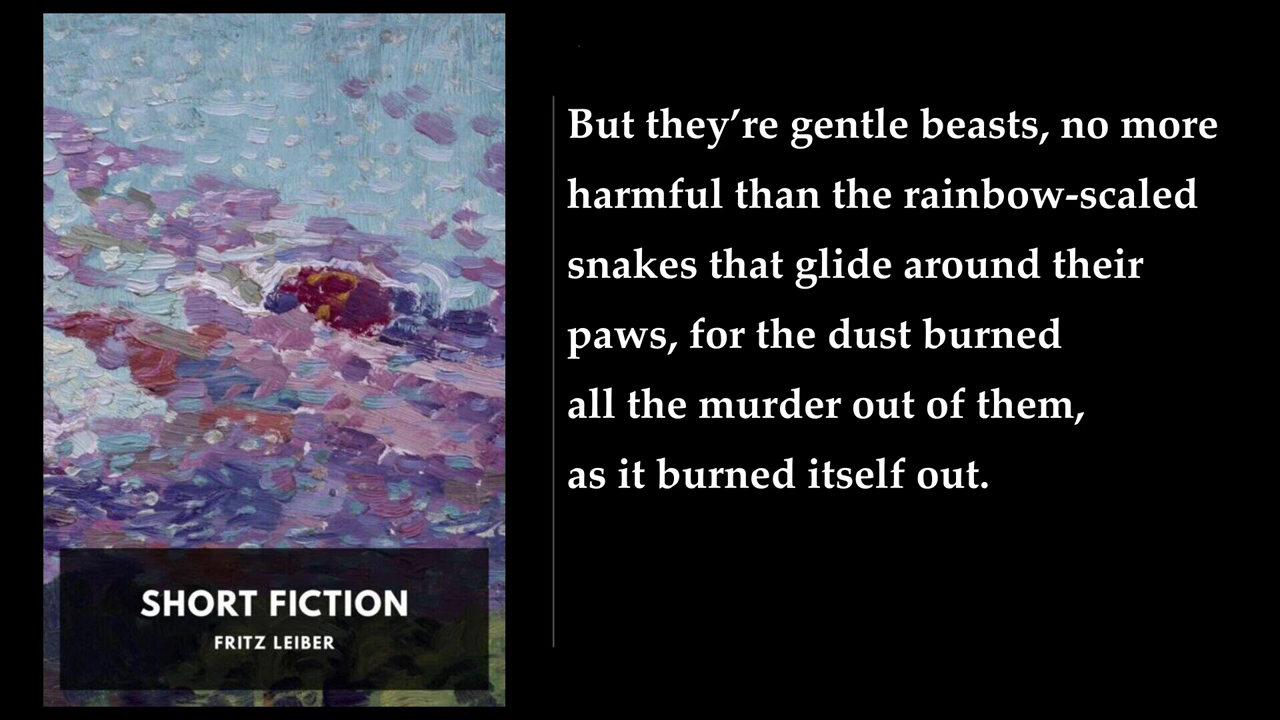 But they’re gentle beasts, no more
harmful than the rainbow-scaled
snakes that glide around their
paws, for the dust burned
all the murder out of them,
as it burned itself out.
SHORT FICTION
FRITZ LEIBER